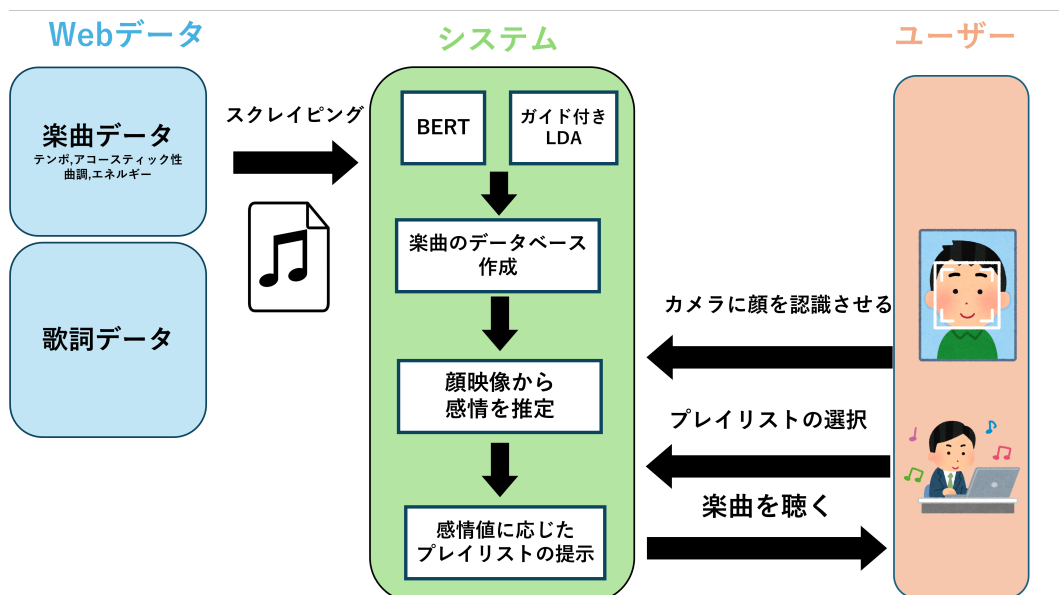 Webデータ
システム
ユーザー
楽曲データ
テンポ,アコースティック性
曲調,エネルギー
歌詞データ
スクレイピング
BERT
ガイド付き
LDA
楽曲のデータベース
作成
顔映像から
感情を推定
感情値に応じた
プレイリストの提示
カメラに顔を認識させる
プレイリストの選択
楽曲を聴く